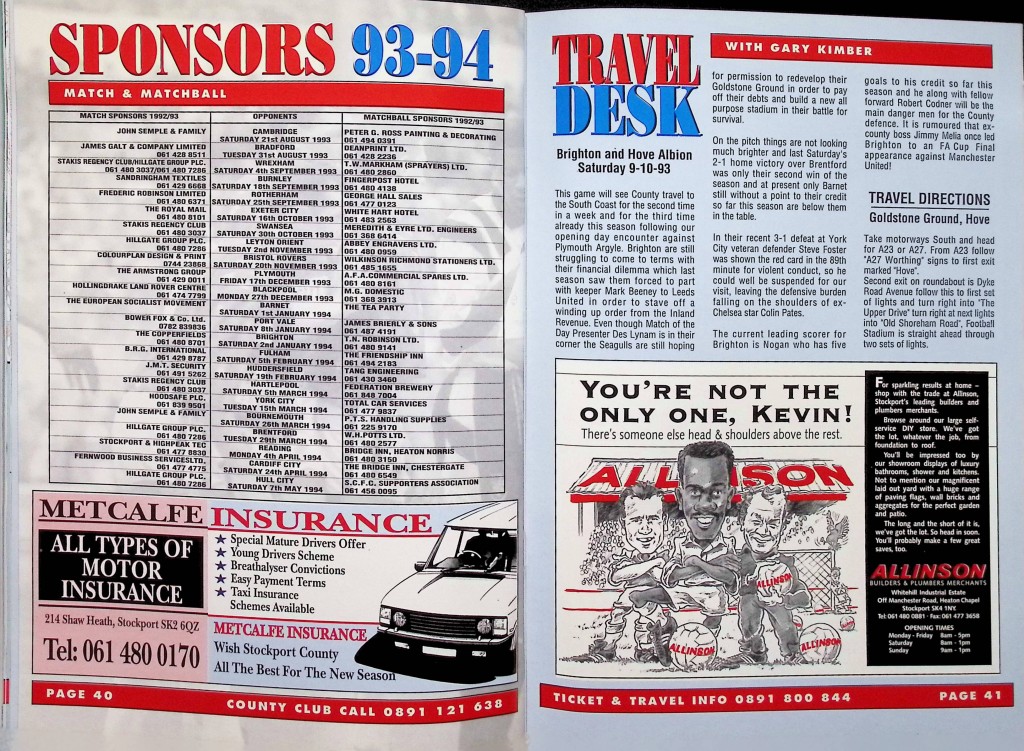 SPONSORS 93-94
MATCH & MATCHBALL
MATCH SPONSORS 1992/93 OPPONENTS MATCHBALL SPONSORS 1992/93
JOHN SEMPLE & FAMILY CAMBRIDGE PETER G. ROSS PAINTING & DECORATING
SATURDAY 21st AUGUST 1993 061 494 0391
JAMES GALT & COMPANY LIMITED BRADFORD DEANPRINT LTD.
061 428 8511 TUESDAY 31st AUGUST 1993 061 428 2236
STAKIS REGENCY CLUB/HILLGATE GROUP PLC. WREXHAM T.W.MARKHAM (SPRAYERS) LTD.
061 480 3037/061 480 7286 SATURDAY 4th SEPTEMBER 1993 061 480 2860
SANDRINGHAM TEXTILES BURNLEY FINGERPOST HOTEL
061 429 6668 SATURDAY 18th SEPTEMBER 1993 061 480 4138
FREDERIC ROBINSON LIMITED ROTHERHAM GEORGE HALL SALES
061 480 6371 SATURDAY 25th SEPTEMBER 1993 061 477 0123
THE ROYAL MAIL EXETER CITY WHITE HART HOTEL
061 480 8101 SATURDAY 16th OCTOBER 1993 061 483 2563
STAKIS REGENCY CLUB SWANSEA MEREDITH & EYRE LTD. ENGINEERS
061 480 3037 SATURDAY 30th OCTOBER 1993 061 368 6414
HILLGATE GROUP PLC. LEYTON ORIENT ABBEY ENGRAVERS LTD.
061 480 7286 TUESDAY 2nd NOVEMBER 1993 061 480 0959
COLOURPLAN DESIGN & PRINT BRISTOL ROVERS WILKINSON RICHMOND STATIONERS LTD.
0744 23868 SATURDAY 20th NOVEMBER 1993 061 485 1655
THE ARMSTRONG GROUP PLYMOUTH A.F.A.COMMERCIAL SPARES LTD.
061 429 0011 FRIDAY 17th DECEMBER 1993 061 480 8161
HOLLINGDRAKE LAND ROVER CENTRE BLACKPOOL M.G. DOMESTIC
061 474 7799 MONDAY 27th DECEMBER 1993 061 368 3913
THE EUROPEAN SOCIALIST MOVEMENT BARNET THE TEA PARTY
SATURDAY 1st JANUARY 1994
BOWER FOX & Co. Ltd. PORT VALE JAMES BRIERLY & SONS
0782 839836 SATURDAY 8th JANUARY 1994 061 487 4191
THE COPPERFIELDS BRIGHTON T.N. ROBINSON LTD.
061 480 8701 SATURDAY 2nd JANUARY 1994 061 480 9141
B.R.G. INTERNATIONAL FULHAM THE FRIENDSHIP INN
061 429 8787 SATURDAY 5th FEBRUARY 1994 061 494 2183
J.M.T. SECURITY HUDDERSFIELD TANG ENGINEERING
061 491 5262 SATURDAY 19th FEBRUARY 1994 061 430 3460
STAKIS REGENCY CLUB HARTLEPOOL FEDERATION BREWERY
061 480 3037 SATURDAY 5th MARCH 1994 061 848 7004
HOODSAFE PLC. YORK CITY TOTAL CAR SERVICES
061 839 9501 TUESDAY 15th MARCH 1994 061 477 9837
JOHN SEMPLE & FAMILY BOURNEMOUTH P.T.S. HANDLING SUPPLIES
SATURDAY 26th MARCH 1994 061 225 9170
HILLGATE GROUP PLC. BRENTFORD W.H.POTTS LTD.
061 480 7286 TUESDAY 29th MARCH 1994 061 480 2577
STOCKPORT & HIGHPEAK TEC READING BRIDGE INN, HEATON NORRIS
061 477 8830 MONDAY 4th APRIL 1994 061 480 3150
FERNWOOD BUSINESS SERVICESLTD. CARDIFF CITY THE BRIDGE INN, CHESTERGATE
061 477 4775 SATURDAY 24th APRIL 1994 061 480 6549
HILLGATE GROUP PLC. HULL CITY S.C.F.C. SUPPORTERS ASSOCIATION
061 480 7286 SATURDAY 7th MAY 1994 061 456 0095
METCALFE INSURANCE
ALL TYPES OF
MOTOR
INSURANCE
214 Shaw Heath, Stockport SK2 6QZ
Tel: 061 480 0170
★ Special Mature Drivers Offer
★ Young Drivers Scheme
★ Breathalyser Convictions
★ Easy Payment Terms
★ Taxi Insurance
Schemes Available
METCALFE INSURANCE
Wish Stockport County
All The Best For The New Season
PAGE 40
COUNTY CLUB CALL 0891 121 638
TRAVEL
DESK
WITH GARY KIMBER
Brighton and Hove Albion
Saturday 9-10-93
This game will see County travel to
the South Coast for the second time
in a week and for the third time
already this season following our
opening day encounter against
Plymouth Argyle. Brighton are still
struggling to come to terms with
their financial dilemma which last
season saw them forced to part
with keeper Mark Beeney to Leeds
United in order to stave off a
winding up order from the Inland
Revenue. Even though Match of the
Day Presenter Des Lynam is in their
corner the Seagulls are still hoping
for permission to redevelop their
Goldstone Ground in order to pay
off their debts and build a new all
purpose stadium in their battle for
survival.
On the pitch things are not looking
much brighter and last Saturday's
2-1 home victory over Brentford
was only their second win of the
season and at present only Barnet
still without a point to their credit
so far this season are below them
in the table.
In their recent 3-1 defeat at York
City veteran defender Steve Foster
was shown the red card in the 89th
minute for violent conduct, so he
could well be suspended for our
visit, leaving the defensive burden
falling on the shoulders of ex-
Chelsea star Colin Pates.
The current leading scorer for
Brighton is Nogan who has five
goals to his credit so far this
season and he along with fellow
forward Robert Codner will be the
main danger men for the County
defence. It is rumoured that ex-
county boss Jimmy Melia once led
Brighton to an FA Cup Final
appearance against Manchester
United!
TRAVEL DIRECTIONS
Goldstone Ground, Hove
Take motorways South and head
for A23 or A27. From A23 follow
"A27 Worthing" signs to first exit
marked "Hove".
Second exit on roundabout is Dyke
Road Avenue follow this to first set
of lights and turn right into "The
Upper Drive" turn right at next lights
into "Old Shoreham Road", Football
Stadium is straight ahead through
two sets of lights.
YOU'RE NOT THE
ONLY ONE, KEVIN!
There's someone else head & shoulders above the rest.
ALLINSON
ALLINSON
ALLINSON
ALLINSON
For sparkling results at home –
shop with the trade at Allinson,
Stockport's leading builders and
plumbers merchants.
Browse around our large self-
service DIY store. We've got
the lot, whatever the job, from
foundation to roof.
You'll be impressed too by
our showroom displays of luxury
bathrooms, shower and kitchens.
Not to mention our magnificent
laid out yard with a huge range
of paving flags, wall bricks and
aggregates for the perfect garden
and patio.
The long and the short of it is,
we've got the lot. So head in soon.
You'll probably make a few great
saves, too.
ALLINSON
BUILDERS & PLUMBERS MERCHANTS
Whitehill Industrial Estate
Off Manchester Road, Heaton Chapel
Stockport SK4 1NY
Tel: 061 480 0881 · Fax: 061 477 3658
OPENING TIMES
Monday - Friday 8am - 5pm
Saturday 8am - 1pm
Sunday 9am - 1pm
TICKET & TRAVEL INFO 0891 800 844
PAGE 41